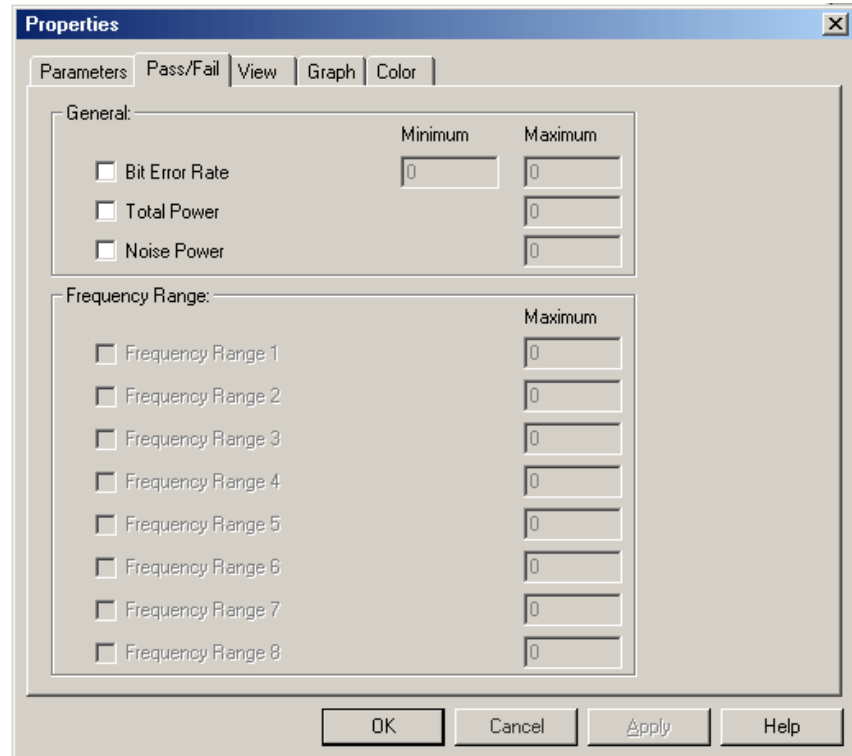 Properties
Parameters Pass/Fail View Graph Color
General:
Minimum Maximum
Bit Error Rate 0 0
Total Power 0
Noise Power 0
Frequency Range:
Maximum
Frequency Range 1 0
Frequency Range 2 0
Frequency Range 3 0
Frequency Range 4 0
Frequency Range 5 0
Frequency Range 6 0
Frequency Range 7 0
Frequency Range 8 0
OK Cancel Apply Help